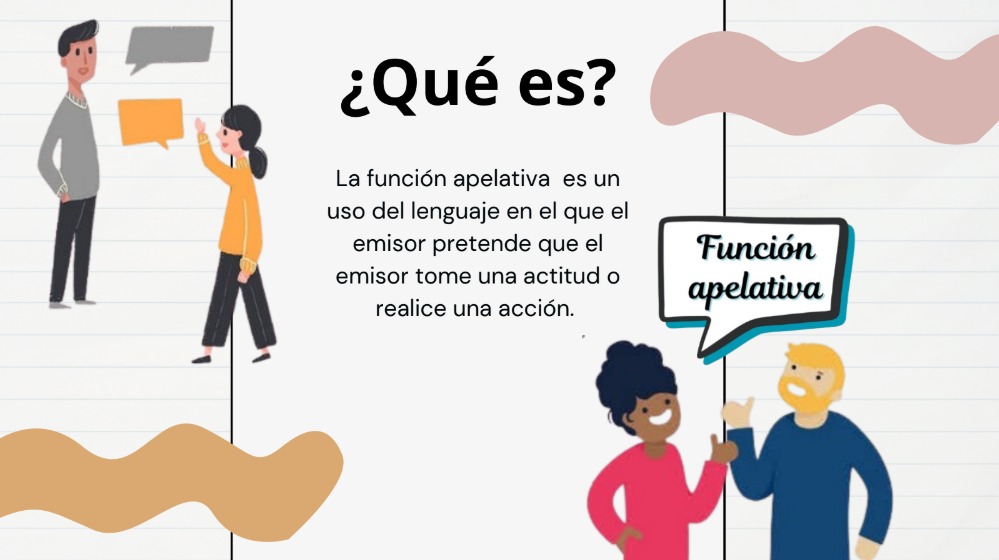 ¿Qué es?
La función apelativa es un
uso del lenguaje en el que el
emisor pretende que el
emisor tome una actitud o
realice una acción.
Función
apelativa